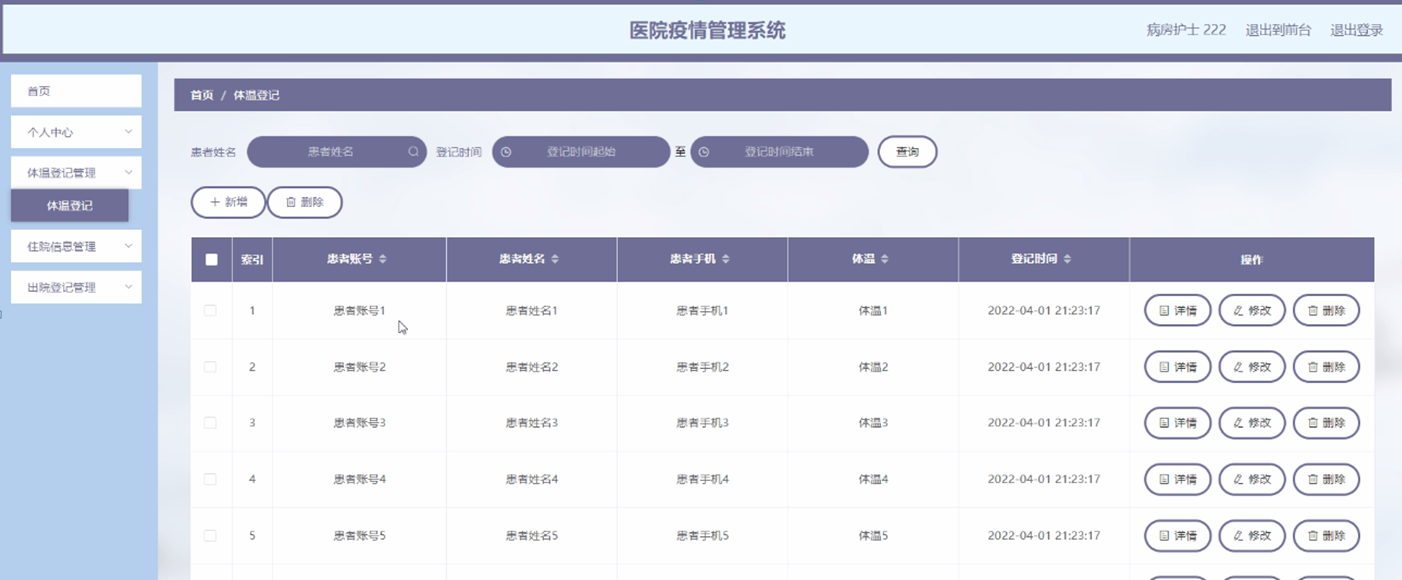 医院疫情管理系统
病房护士 222 退出到前台 退出登录
首页
个人中心
体温登记管理
体温登记
住院信息管理
出院登记管理
首页 / 体温登记
患者姓名 患者姓名 登记时间 登记时间起始 至 登记时间结束 查询
新增 删除
索引 患者账号 患者姓名 患者手机 体温 登记时间 操作
1 患者账号1 患者姓名1 患者手机1 体温1 2022-04-01 21:23:17 详情 修改 删除
2 患者账号2 患者姓名2 患者手机2 体温2 2022-04-01 21:23:17 详情 修改 删除
3 患者账号3 患者姓名3 患者手机3 体温3 2022-04-01 21:23:17 详情 修改 删除
4 患者账号4 患者姓名4 患者手机4 体温4 2022-04-01 21:23:17 详情 修改 删除
5 患者账号5 患者姓名5 患者手机5 体温5 2022-04-01 21:23:17 详情 修改 删除